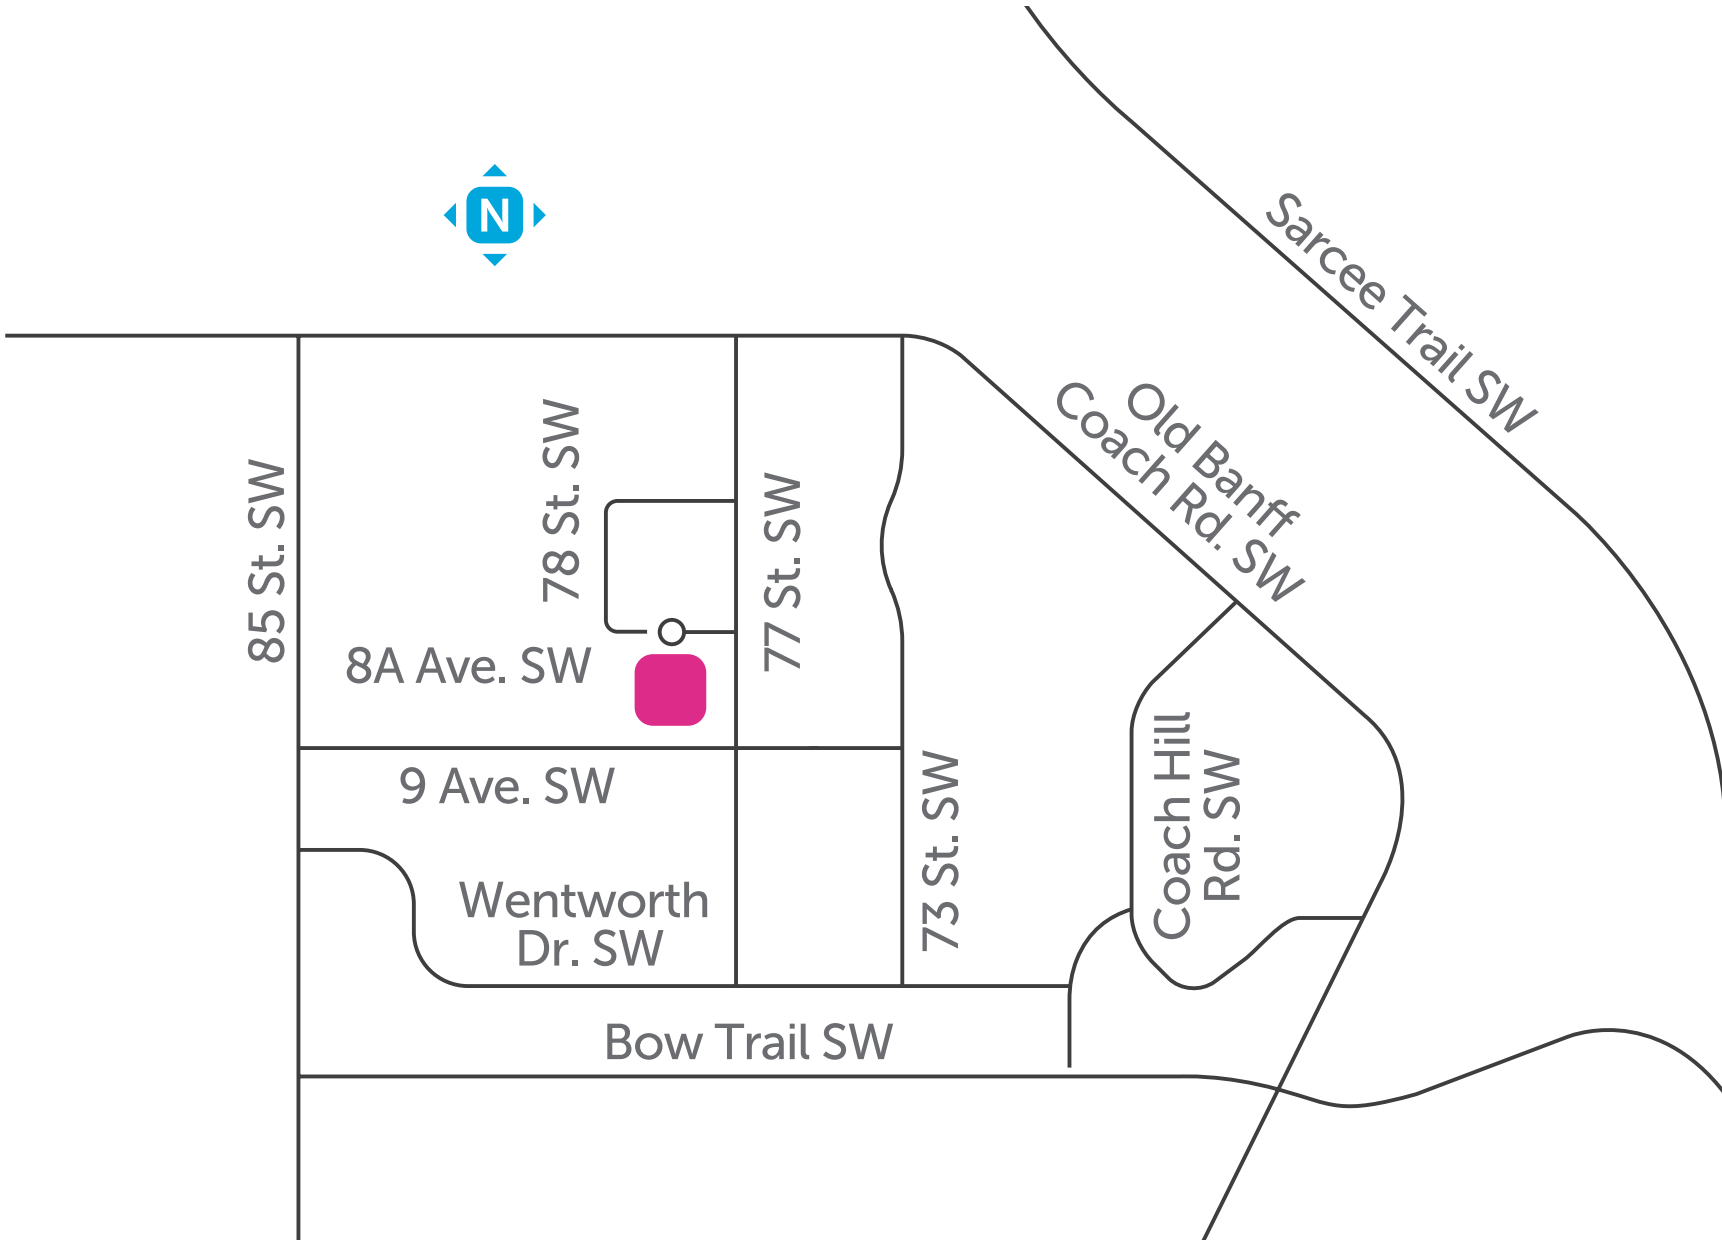 N
Sarcee Trail SW
Old Banff
Coach Rd. SW
85 St. SW
78 St. SW
77 St. SW
8A Ave. SW
9 Ave. SW
73 St. SW
Coach Hill
Rd. SW
Wentworth
Dr. SW
Bow Trail SW